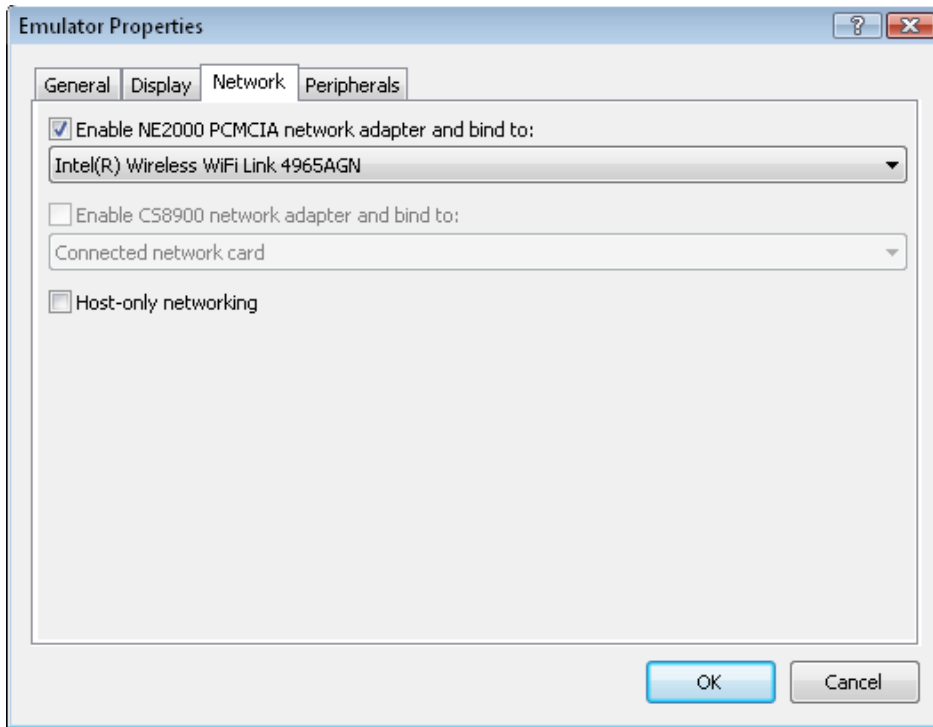 Emulator Properties
General Display Network Peripherals
Enable NE2000 PCMCIA network adapter and bind to:
Intel(R) Wireless WiFi Link 4965AGN
Enable CS8900 network adapter and bind to:
Connected network card
Host-only networking
OK Cancel